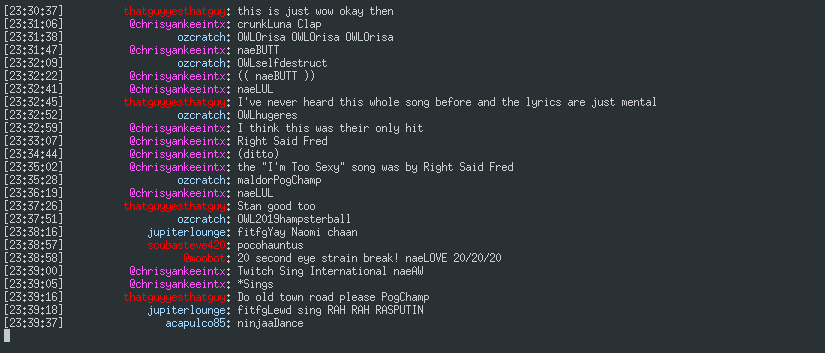 [23:30:37] thatguyyesthatguy: this is just wow okay then
[23:31:06] @chrisyankeeintx: crunkLuna Clap
[23:31:38] ozcratch: OWLOrisa OWLOrisa OWLOrisa
[23:31:47] @chrisyankeeintx: naeBUTT
[23:32:09] ozcratch: OWLselfdestruct
[23:32:22] @chrisyankeeintx: (( naeBUTT ))
[23:32:41] @chrisyankeeintx: naeLUL
[23:32:45] thatguyyesthatguy: I've never heard this whole song before and the lyrics are just mental
[23:32:52] ozcratch: OWLhugeres
[23:32:59] @chrisyankeeintx: I think this was their only hit
[23:33:07] @chrisyankeeintx: Right Said Fred
[23:34:44] @chrisyankeeintx: (ditto)
[23:35:02] @chrisyankeeintx: the "I'm Too Sexy" song was by Right Said Fred
[23:35:28] ozcratch: maldorPogChamp
[23:36:19] @chrisyankeeintx: naeLUL
[23:37:26] thatguyyesthatguy: Stan good too
[23:37:51] ozcratch: OWL2019hampsterball
[23:38:16] jupiterlounge: fitfgYay Naomi chaan
[23:38:57] scubasteve420: pocohauntus
[23:38:58] @moobot: 20 second eye strain break! naeLOVE 20/20/20
[23:39:00] @chrisyankeeintx: Twitch Sing International naeAW
[23:39:05] @chrisyankeeintx: *Sings
[23:39:16] thatguyyesthatguy: Do old town road please PogChamp
[23:39:18] jupiterlounge: fitfgLewd sing RAH RAH RASPUTIN
[23:39:37] acapulco85: ninjaaDance